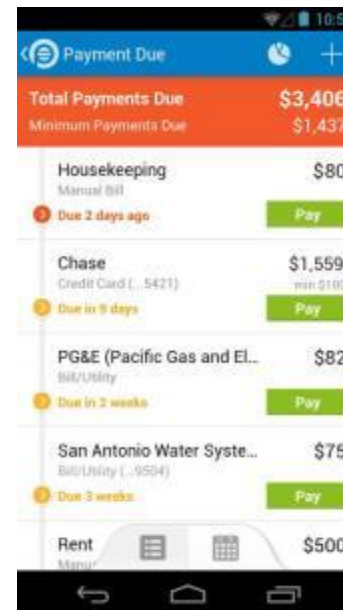 10:5
Payment Due
Total Payments Due $3,406
Minimum Payments Due $1,437
Housekeeping $80
Manual Bill
Due 2 days ago Pay
Chase $1,559
Credit Card (...5421) min $100
Due in 9 days Pay
PG&E (Pacific Gas and El... $82
Bill/Utility
Due in 2 weeks Pay
San Antonio Water Syste... $75
Bill/Utility (...9504)
Due 3 weeks Pay
Rent $500